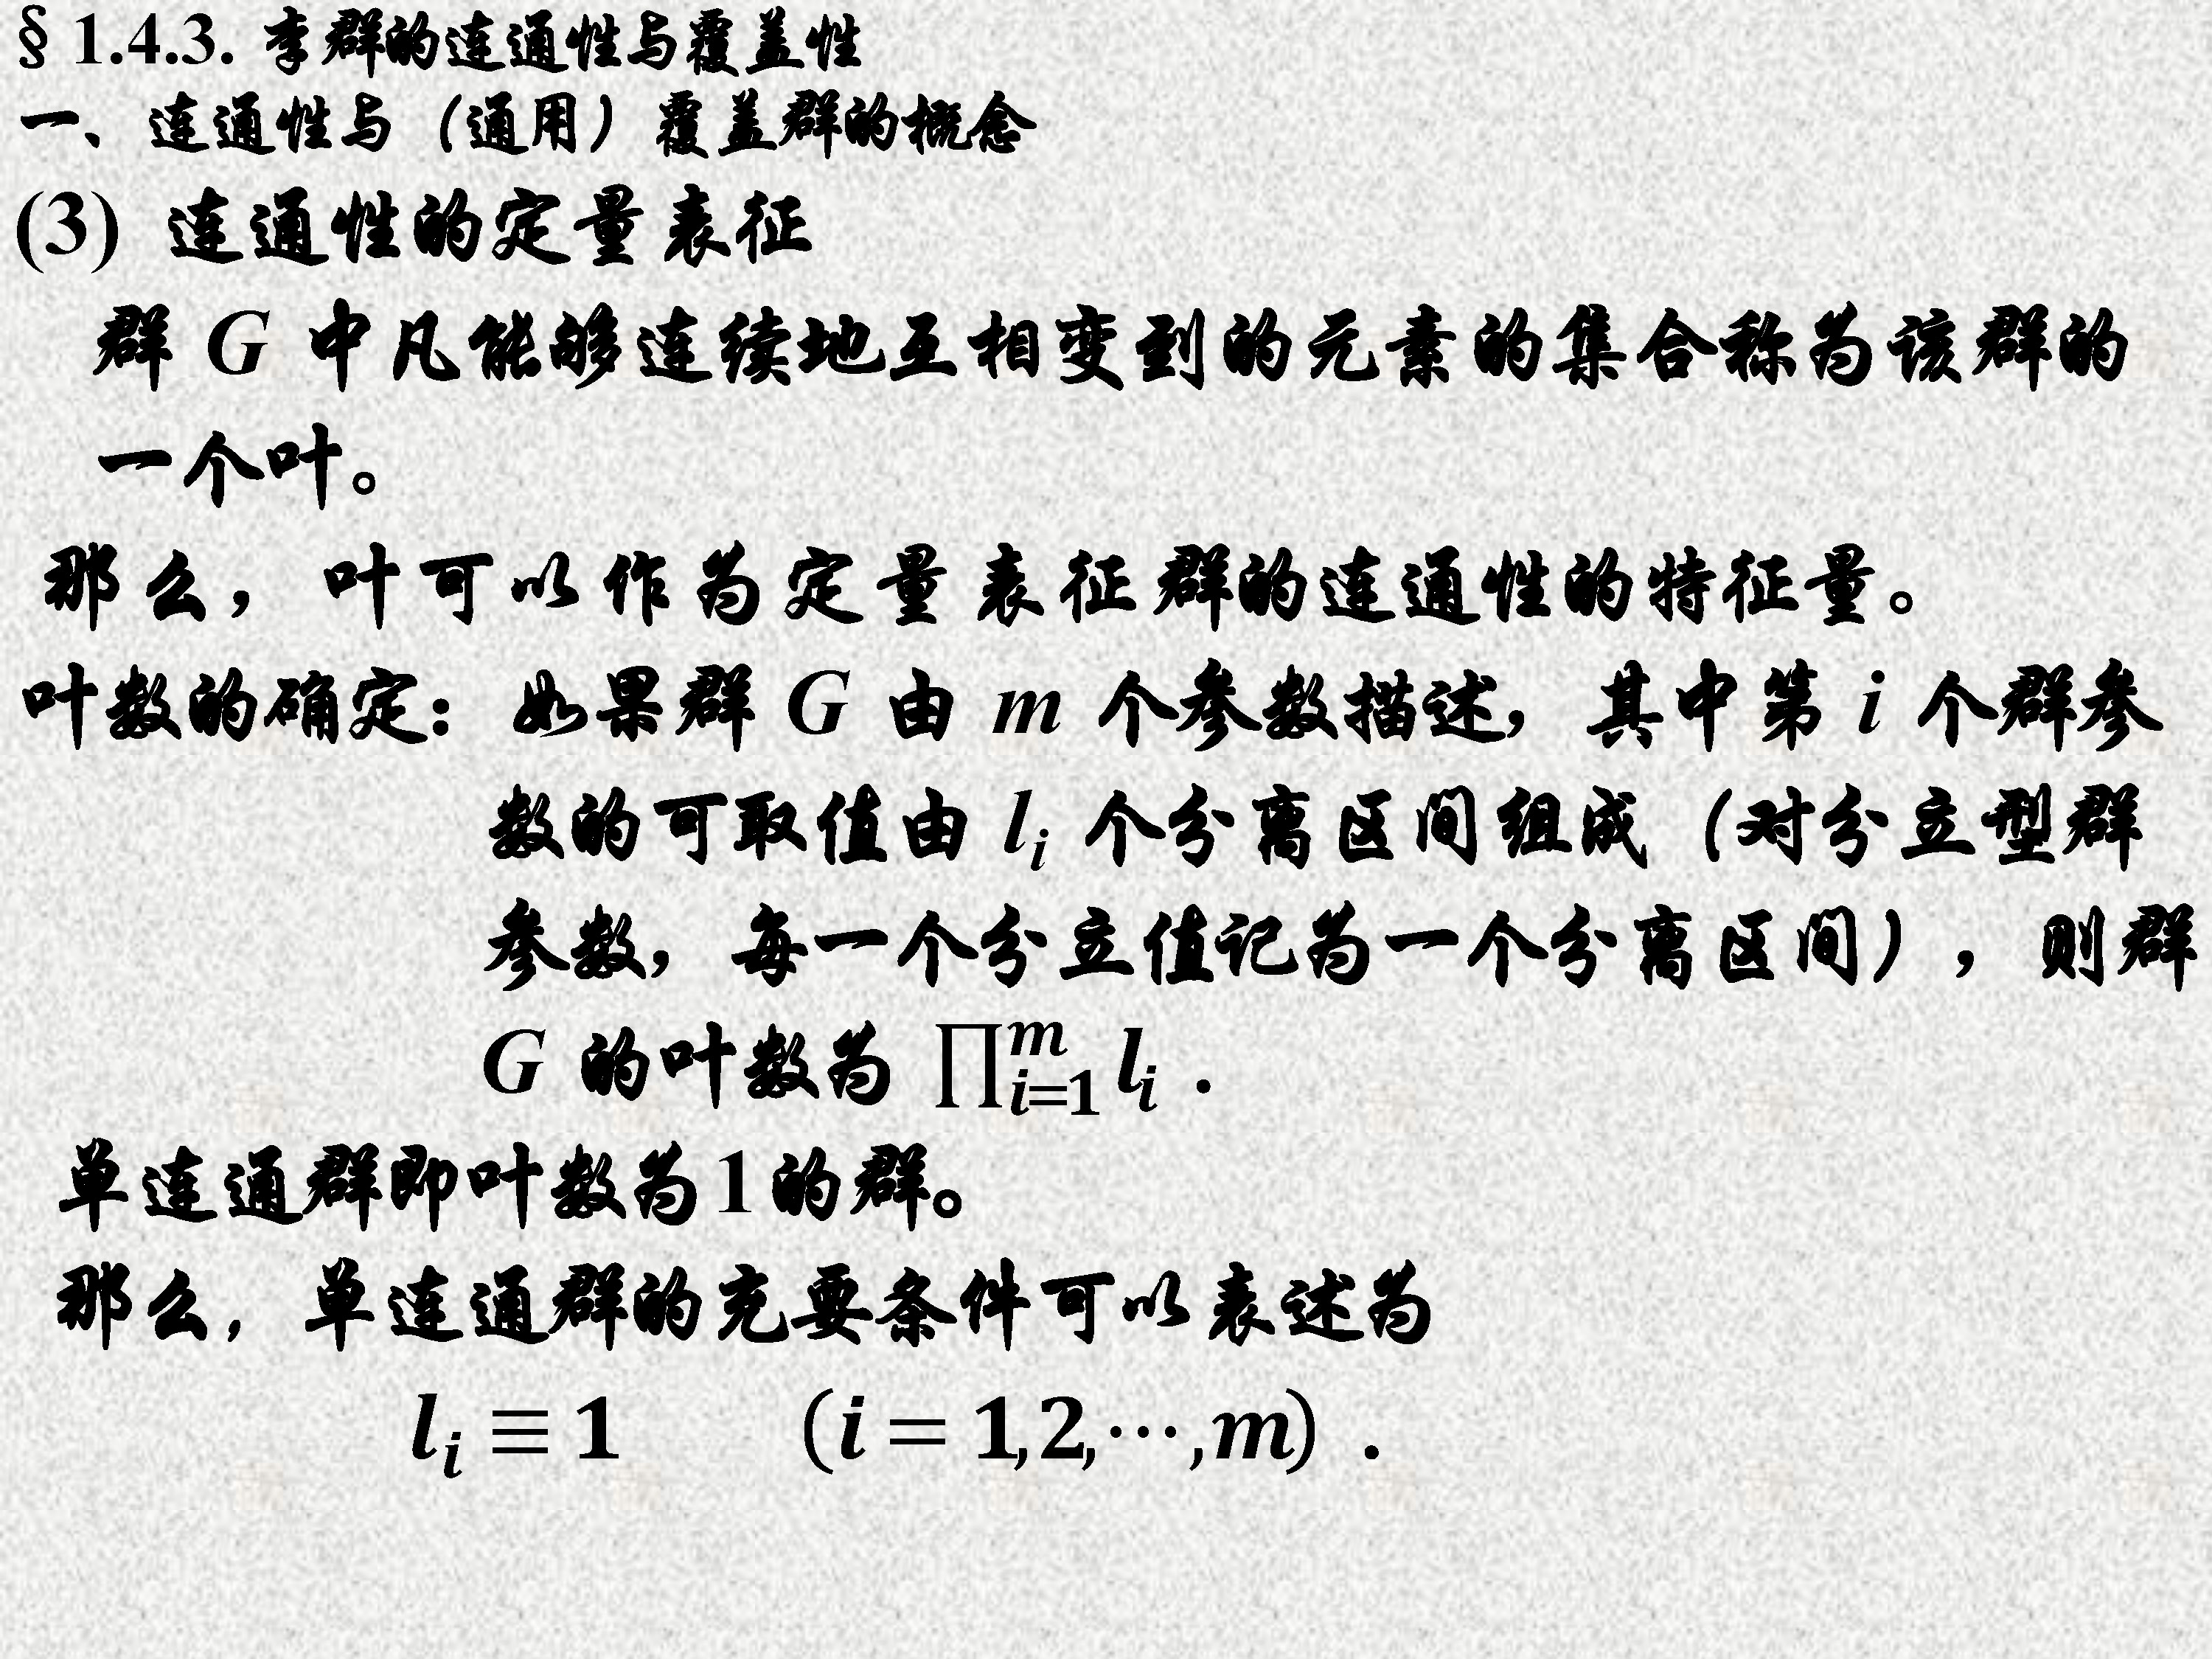 § 1.4.3. 李群的连通性与覆盖性
一、连通性与（通用）覆盖群的概念
(3) 连通性的定量表征
群 G 中凡能够连续地互相变到的元素的集合称为该群的
一个叶。
那么，叶可以作为定量表征群的连通性的特征量。
叶数的确定：如果群 G 由 m 个参数描述，其中第 i 个群参
数的可取值由 l_i 个分离区间组成（对分立型群
参数，每一个分立值记为一个分离区间），则群
G 的叶数为 ∏_{i=1}^{m} l_i .
单连通群即叶数为1的群。
那么，单连通群的充要条件可以表述为
l_i ≡ 1 (i = 1,2,⋯,m) .